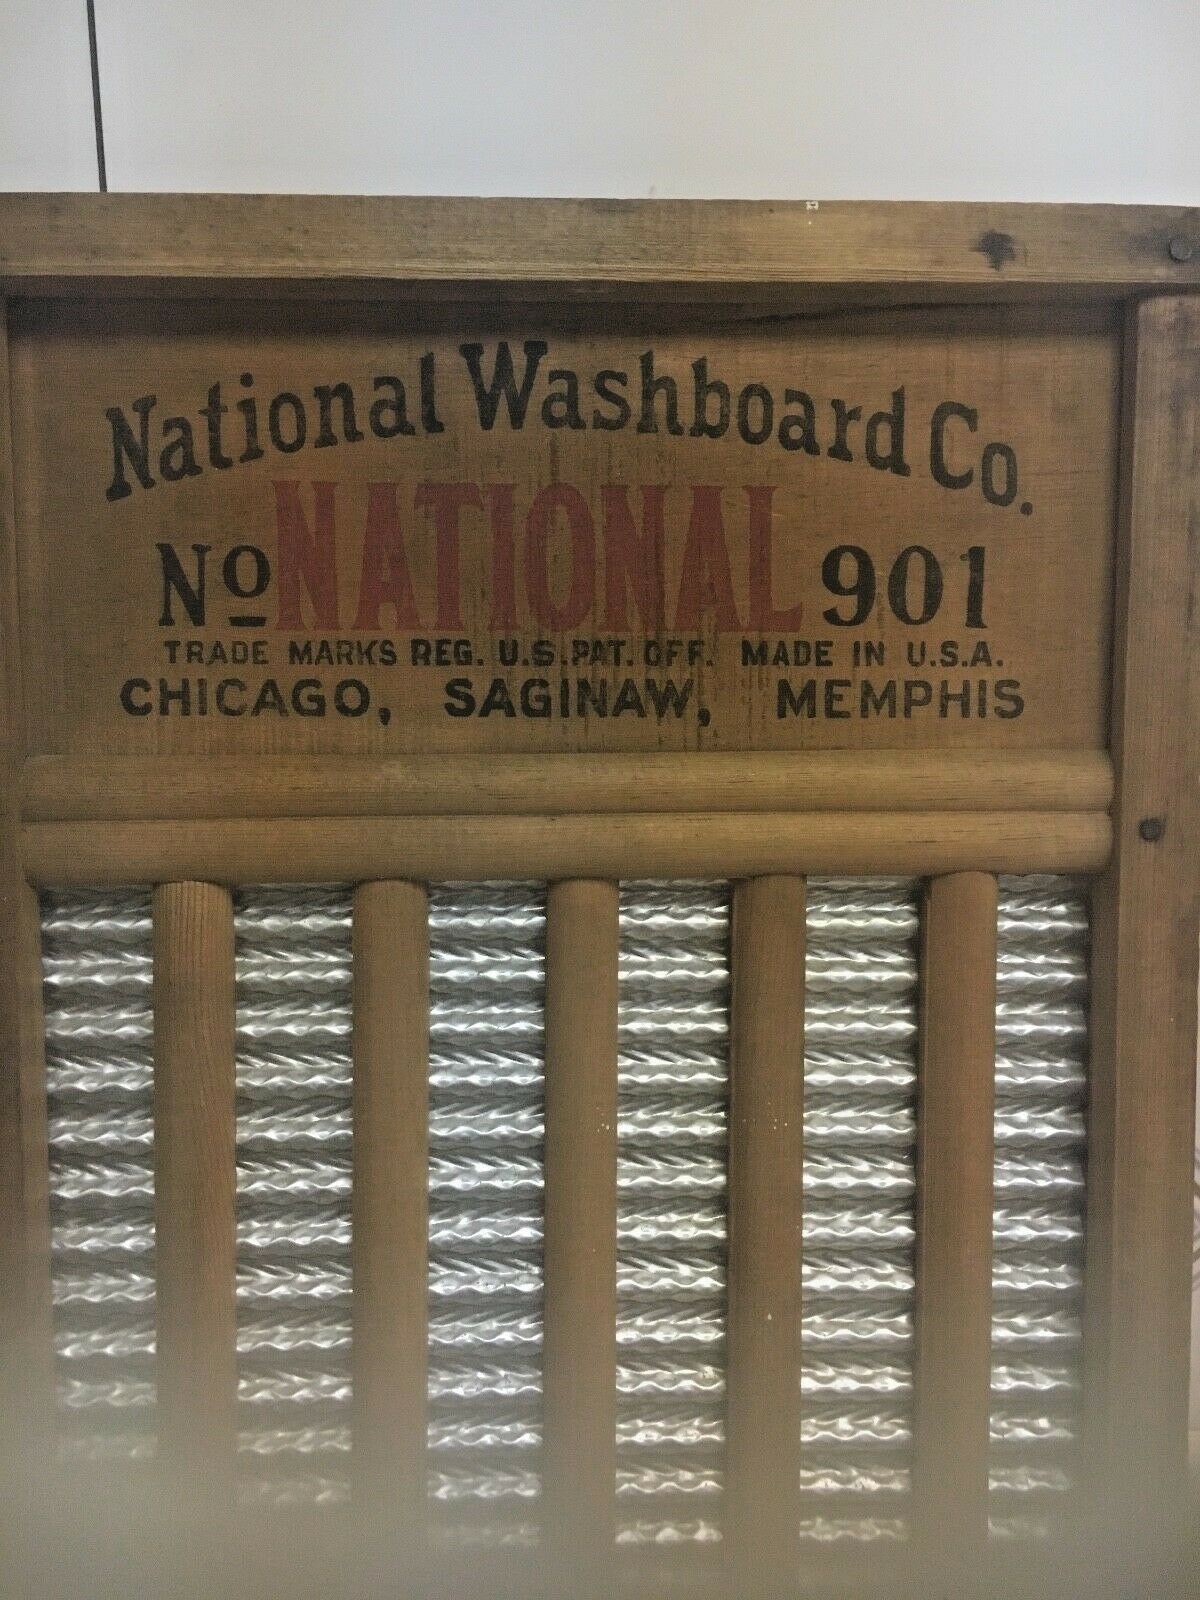 National Washboard Co.
No NATIONAL 901
TRADE MARKS REG. U.S.PAT. OFF. MADE IN U.S.A.
CHICAGO, SAGINAW, MEMPHIS